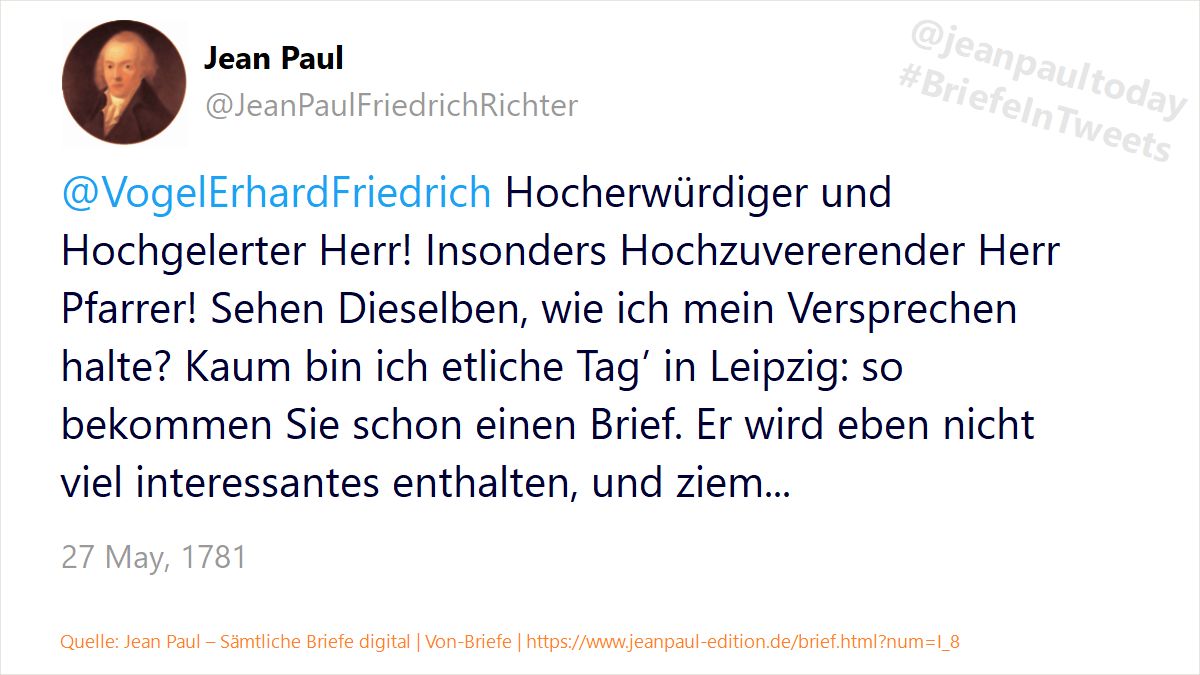 Jean Paul
@JeanPaulFriedrichRichter
@jeanpaultoday
#BriefeInTweets
@VogelErhardFriedrich Hocherwürdiger und
Hochgelerter Herr! Insonders Hochzuvererender Herr
Pfarrer! Sehen Dieselben, wie ich mein Versprechen
halte? Kaum bin ich etliche Tag’ in Leipzig: so
bekommen Sie schon einen Brief. Er wird eben nicht
viel interessantes enthalten, und ziem...
27 May, 1781
Quelle: Jean Paul – Sämtliche Briefe digital | Von-Briefe | https://www.jeanpaul-edition.de/brief.html?num=I_8